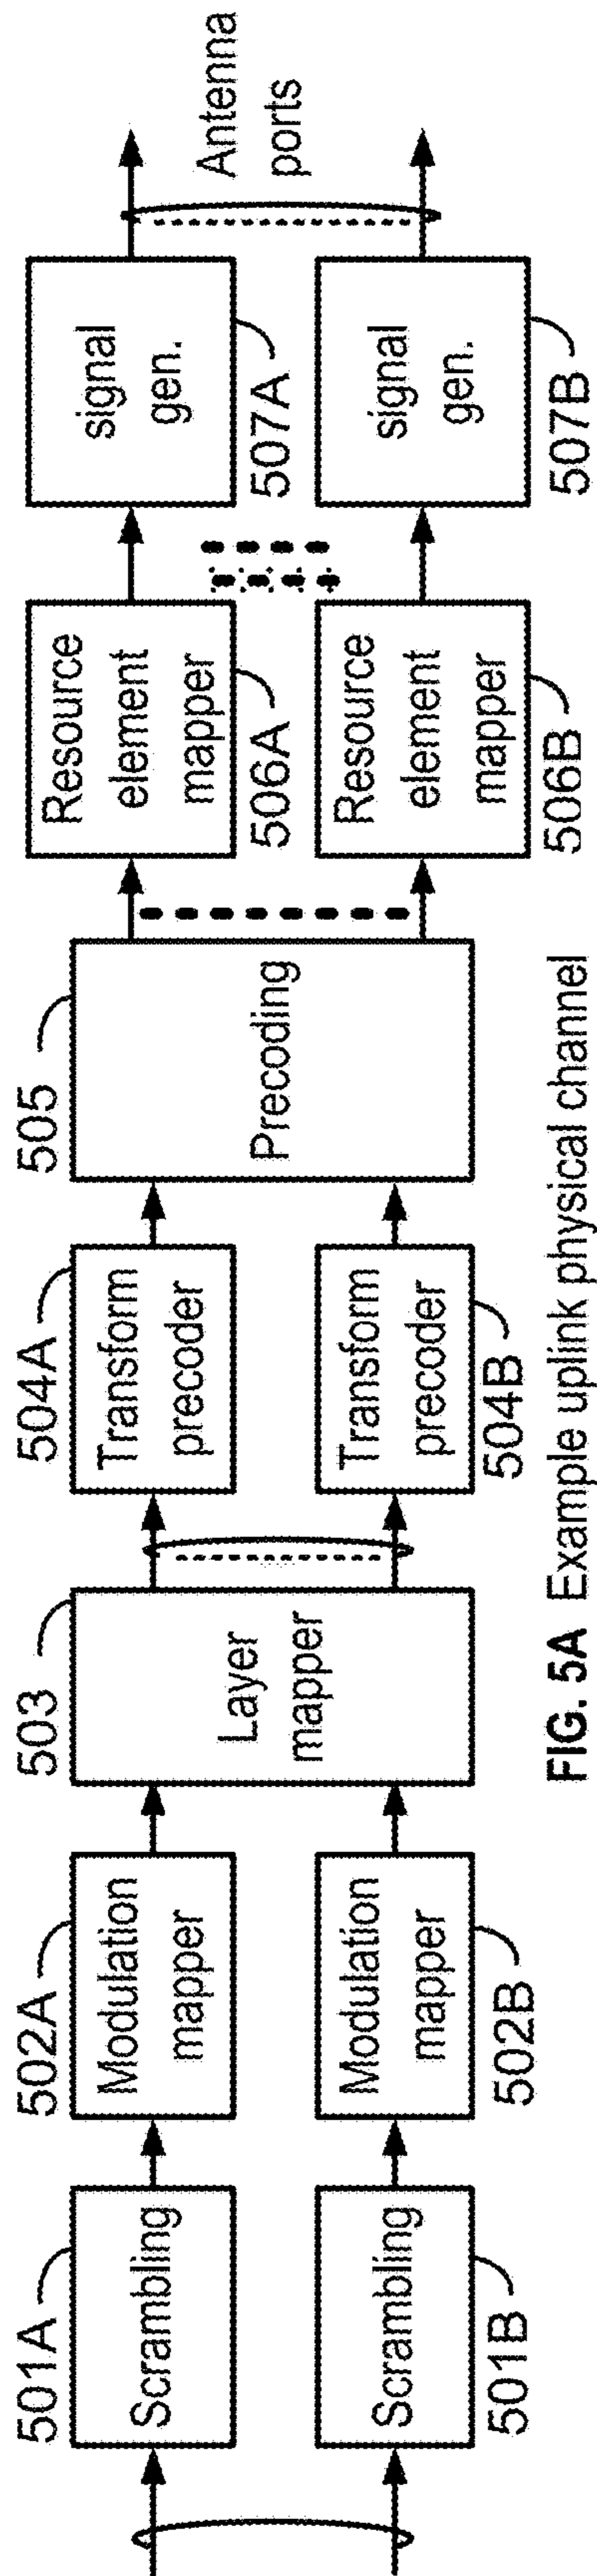 501A
Scrambling
501B
Scrambling
502A
Modulation
mapper
502B
Modulation
mapper
503
Layer
mapper
504A
Transform
precoder
504B
Transform
precoder
505
Precoding
506A
Resource
element
mapper
506B
Resource
element
mapper
507A
signal
gen.
507B
signal
gen.
Antenna
ports
FIG. 5A Example uplink physical channel